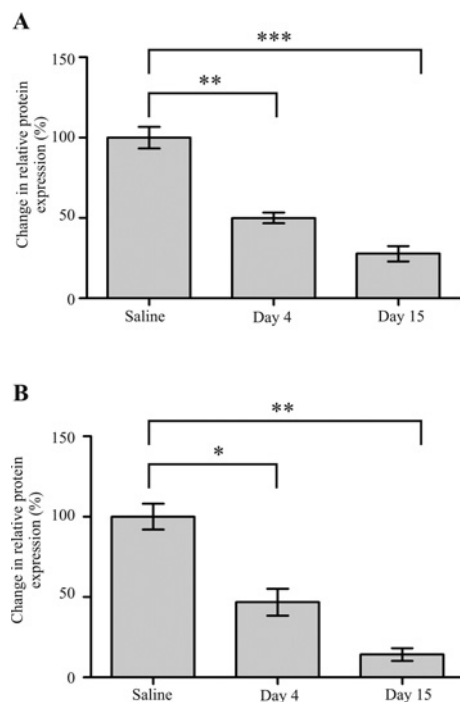 A
***
**
Change in relative protein
expression (%)
150
100
50
0
Saline
Day 4
Day 15
B
**
*
Change in relative protein
expression (%)
150
100
50
0
Saline
Day 4
Day 15